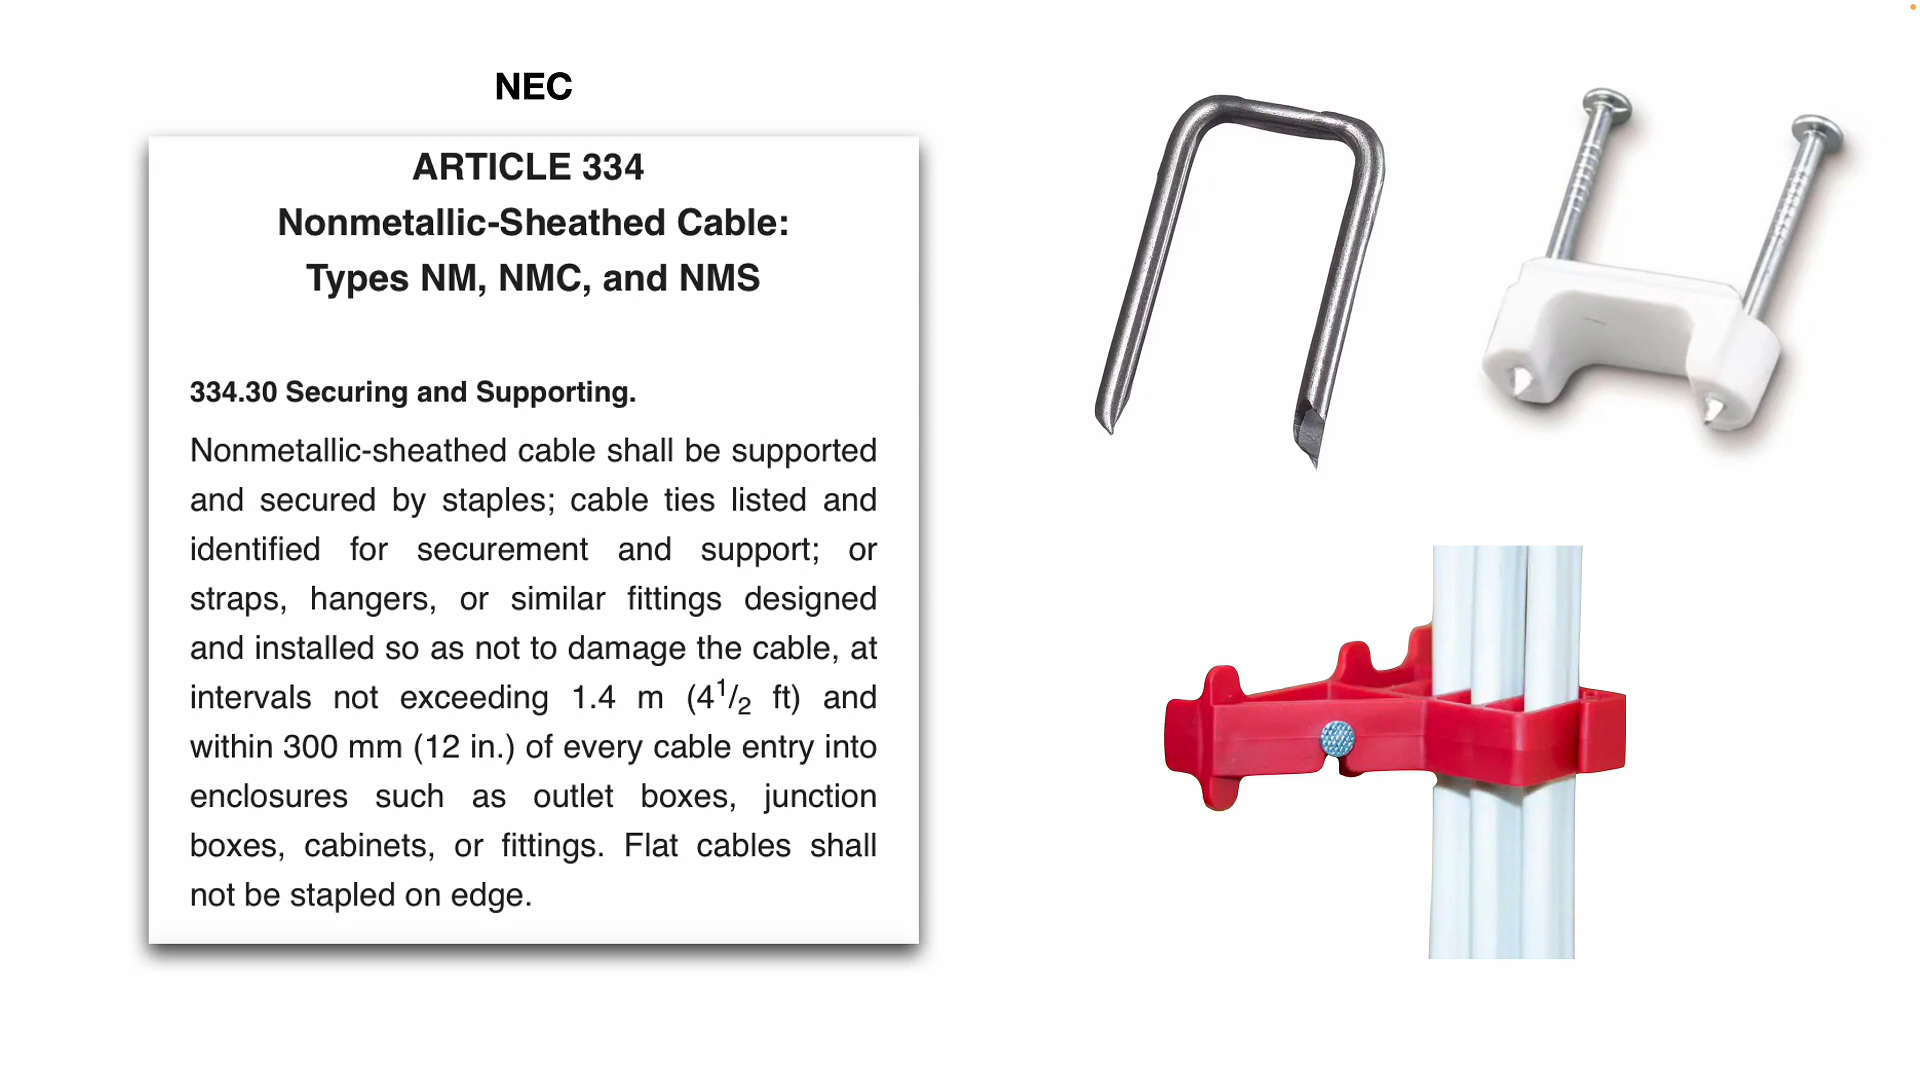 NEC
ARTICLE 334
Nonmetallic-Sheathed Cable:
Types NM, NMC, and NMS
334.30 Securing and Supporting.
Nonmetallic-sheathed cable shall be supported
and secured by staples; cable ties listed and
identified for securement and support; or
straps, hangers, or similar fittings designed
and installed so as not to damage the cable, at
intervals not exceeding 1.4 m (4 1/2 ft) and
within 300 mm (12 in.) of every cable entry into
enclosures such as outlet boxes, junction
boxes, cabinets, or fittings. Flat cables shall
not be stapled on edge.